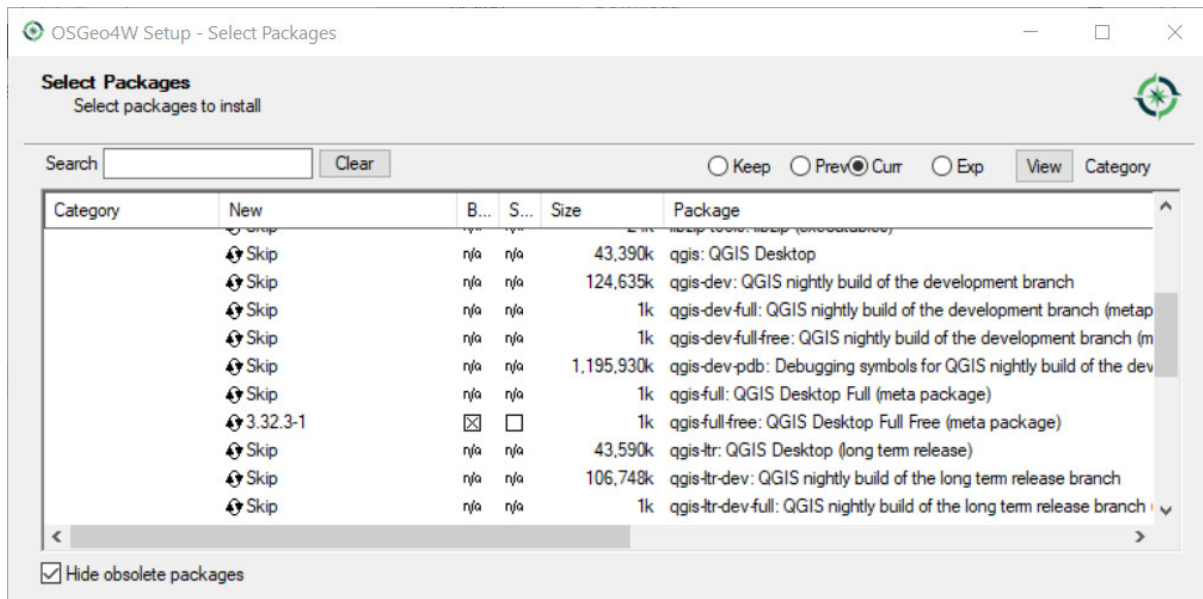 OSGeo4W Setup - Select Packages
Select Packages
Select packages to install
Search Clear Keep Prev Curr Exp View Category
Category New B... S... Size Package
Skip n/a n/a 43,390k qgis: QGIS Desktop
Skip n/a n/a 124,635k qgis-dev: QGIS nightly build of the development branch
Skip n/a n/a 1k qgis-dev-full: QGIS nightly build of the development branch (metap
Skip n/a n/a 1k qgis-dev-full-free: QGIS nightly build of the development branch (m
Skip n/a n/a 1,195,930k qgis-dev-pdb: Debugging symbols for QGIS nightly build of the dev
Skip n/a n/a 1k qgis-full: QGIS Desktop Full (meta package)
3.32.3-1 1k qgis-full-free: QGIS Desktop Full Free (meta package)
Skip n/a n/a 43,590k qgis-ltr: QGIS Desktop (long term release)
Skip n/a n/a 106,748k qgis-ltr-dev: QGIS nightly build of the long term release branch
Skip n/a n/a 1k qgis-ltr-dev-full: QGIS nightly build of the long term release branch
Hide obsolete packages